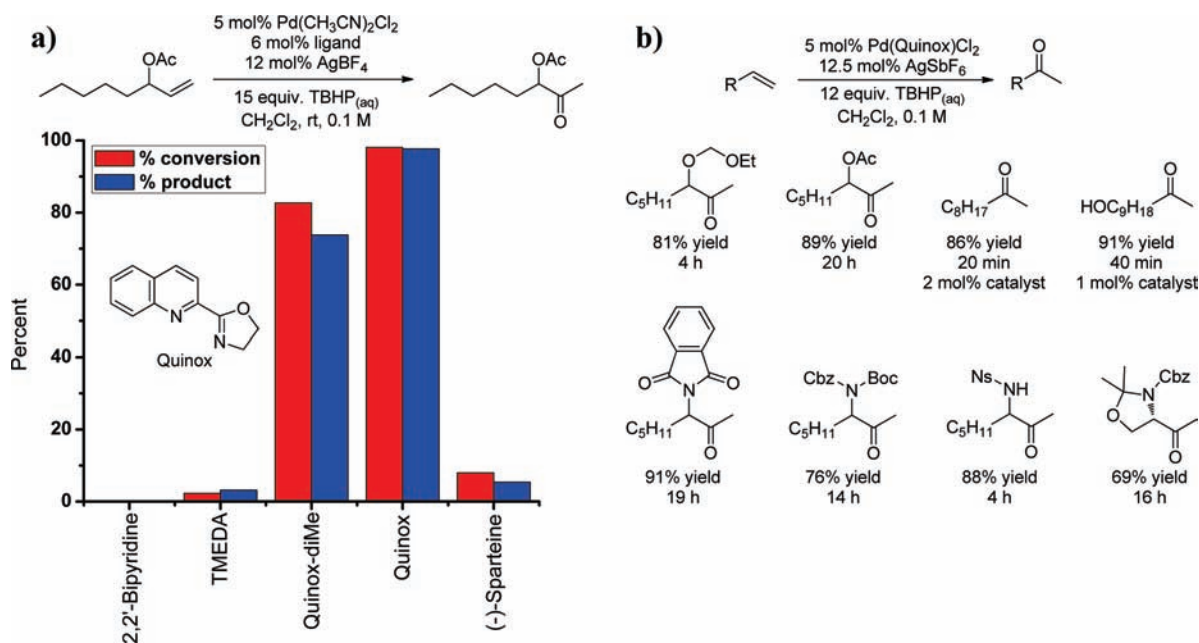 a)
5 mol% Pd(CH3CN)2Cl2
6 mol% ligand
12 mol% AgBF4
15 equiv. TBHP(aq)
CH2Cl2, rt, 0.1 M
OAc
OAc
O
% conversion
% product
100
80
60
40
20
0
Percent
N
O
N
Quinox
2,2'-Bipyridine
TMEDA
Quinox-diMe
Quinox
(-)-Sparteine
b)
5 mol% Pd(Quinox)Cl2
12.5 mol% AgSbF6
12 equiv. TBHP(aq)
CH2Cl2, 0.1 M
R
O
R
O OEt
C5H11
O
81% yield
4 h
OAc
C5H11
O
89% yield
20 h
O
C8H17
86% yield
20 min
2 mol% catalyst
O
HOC9H18
91% yield
40 min
1 mol% catalyst
O N O
C5H11
O
91% yield
19 h
Cbz N Boc
C5H11
O
76% yield
14 h
Ns NH
C5H11
O
88% yield
4 h
N Cbz
O
O
69% yield
16 h